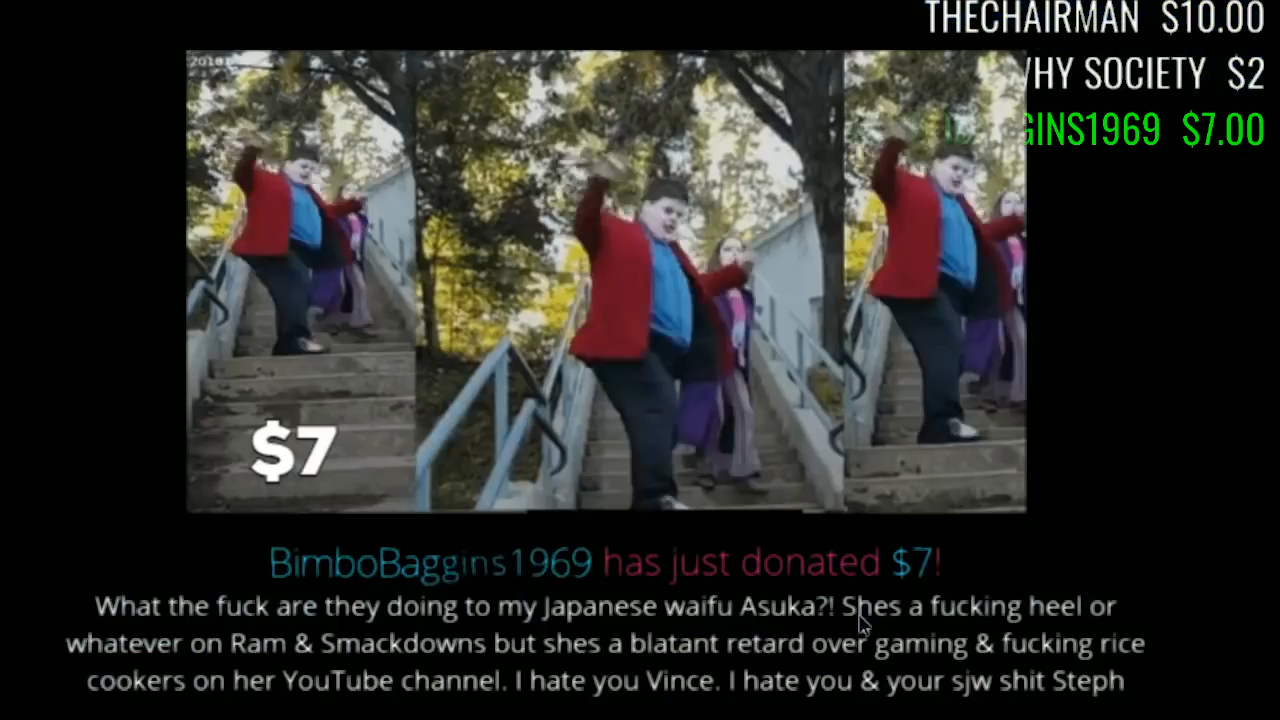 THECHAIRMAN $10.00
WHY SOCIETY $2
GINS1969 $7.00
$7
BimboBaggins1969 has just donated $7!
What the fuck are they doing to my Japanese waifu Asuka?! Shes a fucking heel or
whatever on Ram & Smackdowns but shes a blatant retard over gaming & fucking rice
cookers on her YouTube channel. I hate you Vince. I hate you & your sjw shit Steph